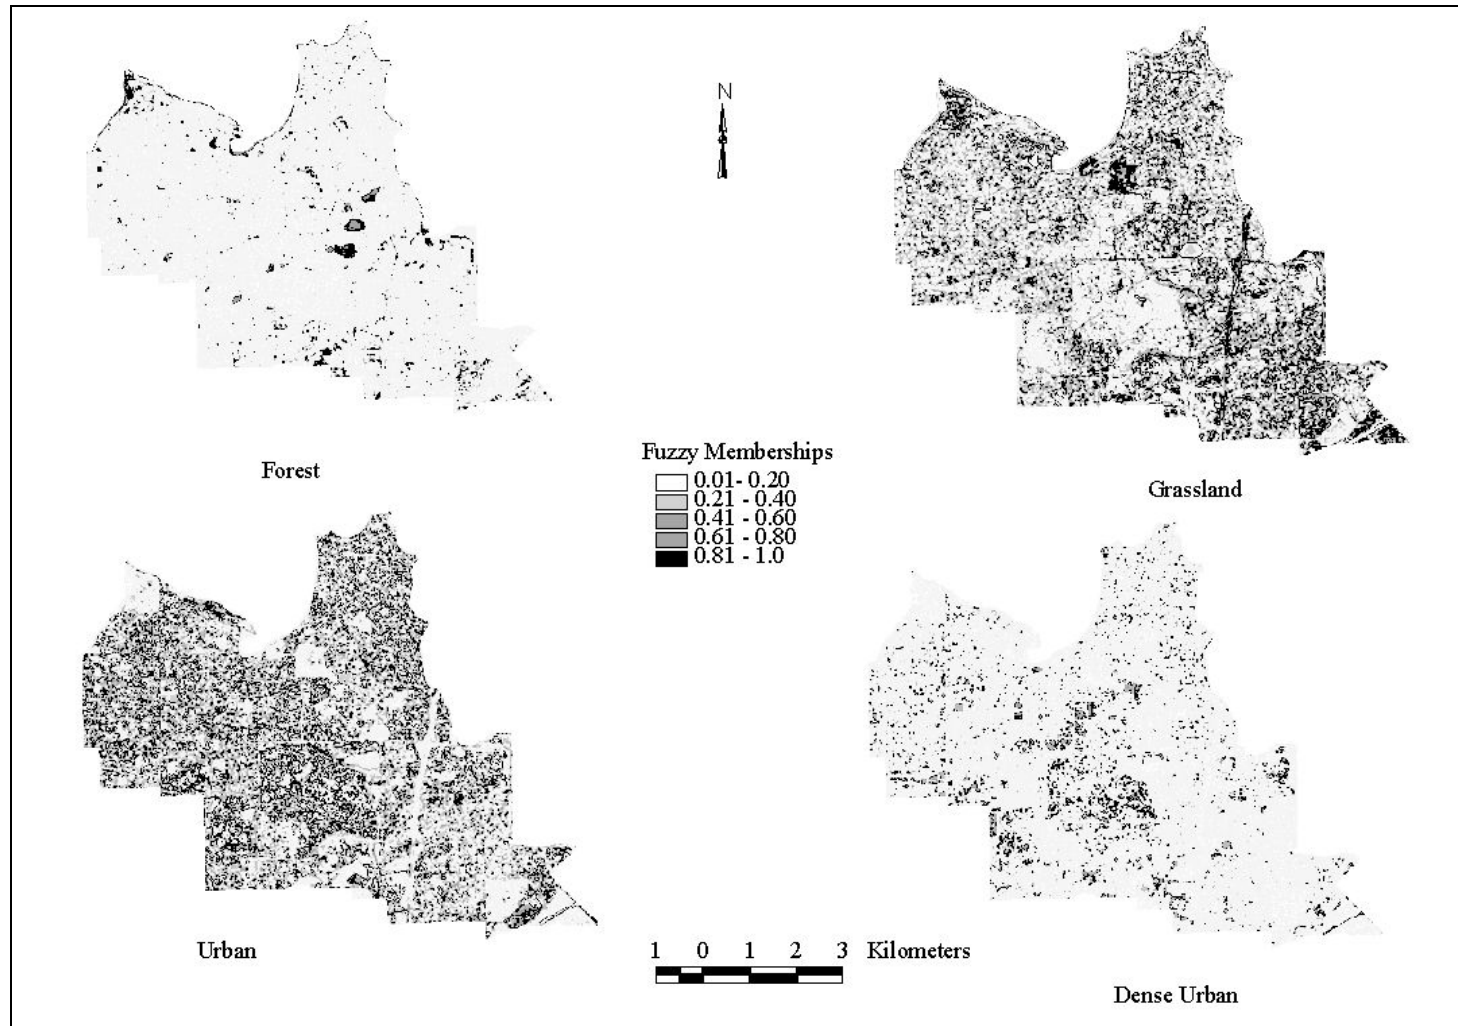 N
Forest
Fuzzy Memberships
0.01- 0.20
0.21 - 0.40
0.41 - 0.60
0.61 - 0.80
0.81 - 1.0
Grassland
Urban
1 0 1 2 3 Kilometers
Dense Urban